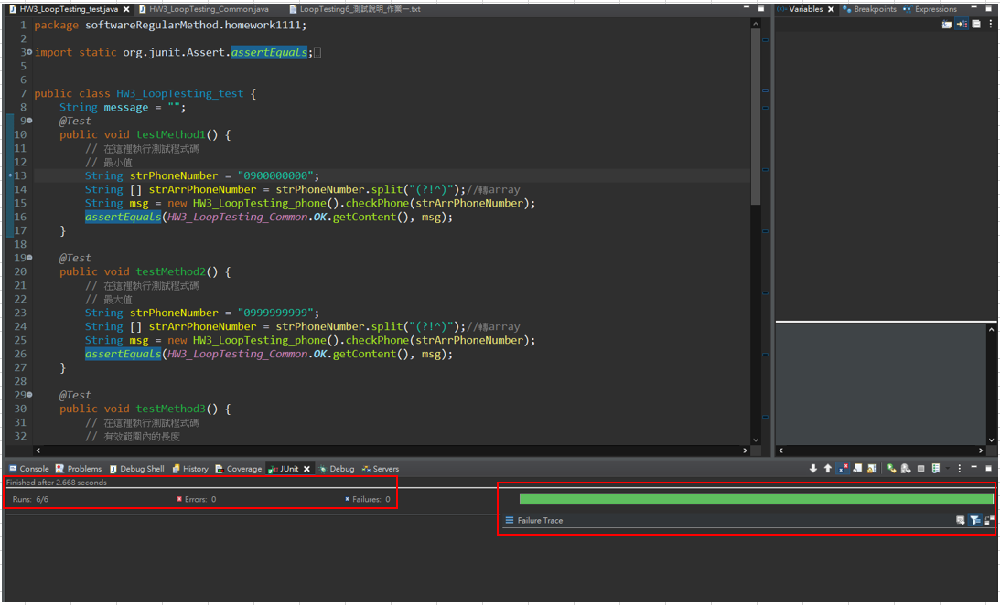 HW3_LoopTesting_test.java
HW3_LoopTesting_Common.java
LoopTesting6_測試說明_作業一.txt
Variables
Breakpoints
Expressions
1 package softwareRegularMethod.homework1111;
2
3 import static org.junit.Assert.assertEquals;
5
6
7 public class HW3_LoopTesting_test {
8 String message = "";
9 @Test
10 public void testMethod1() {
11 // 在這裡執行測試程式碼
12 // 最小值
13 String strPhoneNumber = "0900000000";
14 String [] strArrPhoneNumber = strPhoneNumber.split("(?!^)");//轉array
15 String msg = new HW3_LoopTesting_phone().checkPhone(strArrPhoneNumber);
16 assertEquals(HW3_LoopTesting_Common.OK.getContent(), msg);
17 }
18
19 @Test
20 public void testMethod2() {
21 // 在這裡執行測試程式碼
22 // 最大值
23 String strPhoneNumber = "0999999999";
24 String [] strArrPhoneNumber = strPhoneNumber.split("(?!^)");//轉array
25 String msg = new HW3_LoopTesting_phone().checkPhone(strArrPhoneNumber);
26 assertEquals(HW3_LoopTesting_Common.OK.getContent(), msg);
27 }
28
29 @Test
30 public void testMethod3() {
31 // 在這裡執行測試程式碼
32 // 有效範圍內的長度
Console
Problems
Debug Shell
History
Coverage
JUnit
Debug
Servers
Finished after 2.668 seconds
Runs: 6/6
Errors: 0
Failures: 0
Failure Trace